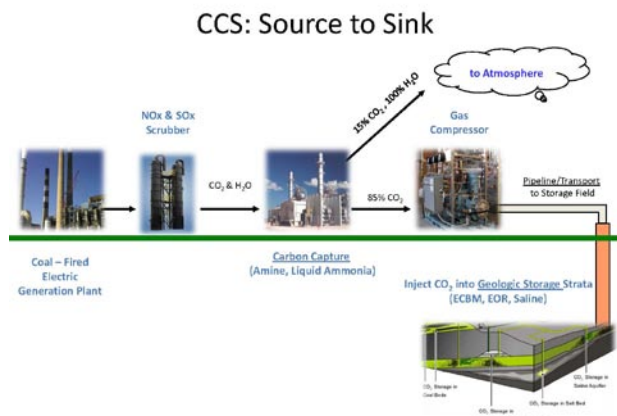 CCS: Source to Sink
to Atmosphere
NOx & SOx
Scrubber
15% CO₂ ,100% H₂O
Gas
Compressor
CO₂ & H₂O
85% CO₂
Pipeline/Transport
to Storage Field
Coal – Fired
Electric
Generation Plant
Carbon Capture
(Amine, Liquid Ammonia)
Inject CO₂ into Geologic Storage Strata
(ECBM, EOR, Saline)
CO₂ Storage in
Coal Beds
CO₂ Storage in
CO₂ Storage in Salt Bed
CO₂ Storage in
Saline Aquifer